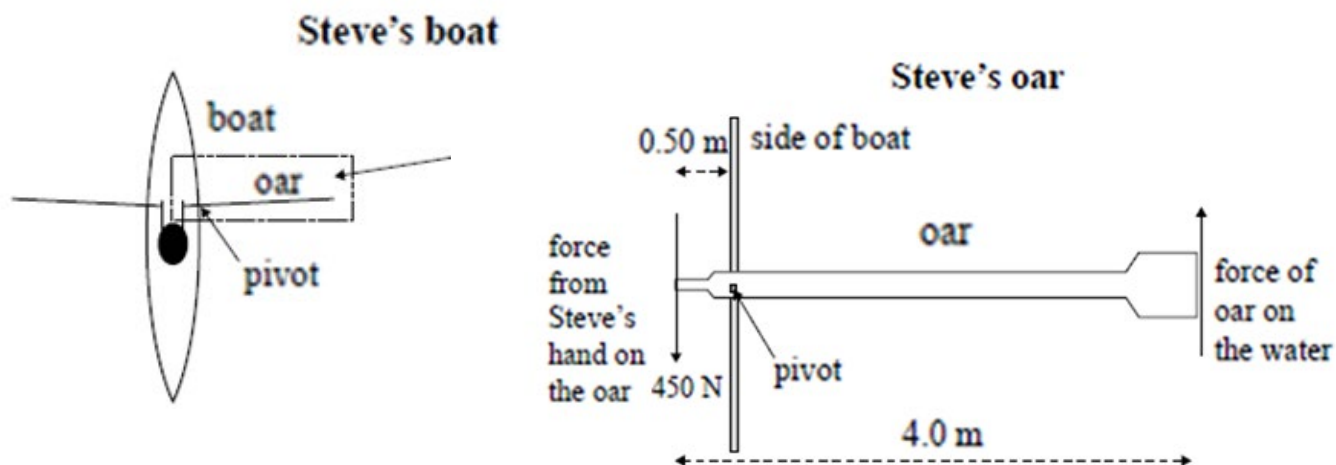 Steve's boat
boat
oar
pivot
Steve's oar
0.50 m
side of boat
oar
force
from
Steve's
hand on
the oar
450 N
pivot
force of
oar on
the water
4.0 m